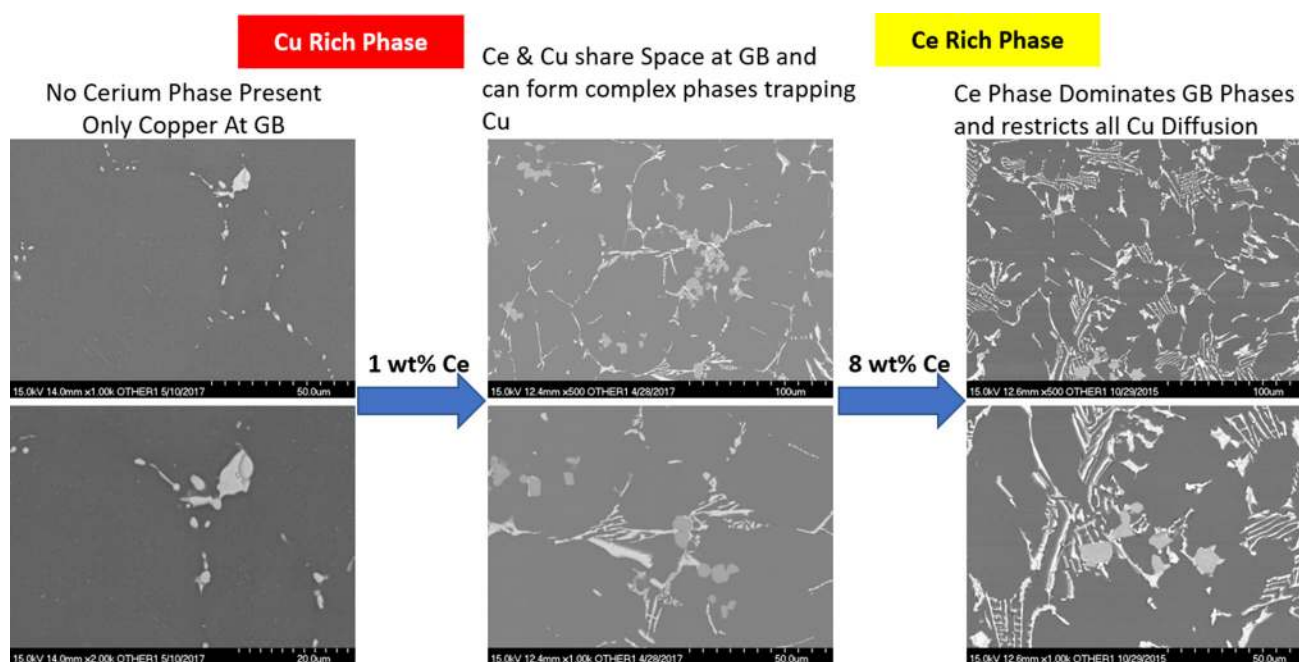 Cu Rich Phase
Ce Rich Phase
No Cerium Phase Present
Only Copper At GB
Ce & Cu share Space at GB and
can form complex phases trapping
Cu
Ce Phase Dominates GB Phases
and restricts all Cu Diffusion
15.0kV 14.0mm x1.00k OTHER1 5/10/2017 50.0um
1 wt% Ce
15.0kV 12.4mm x500 OTHER1 4/28/2017 100um
8 wt% Ce
15.0kV 12.6mm x500 OTHER1 10/29/2015 100um
15.0kV 14.0mm x2.00k OTHER1 5/10/2017 20.0um
15.0kV 12.4mm x1.00k OTHER1 4/28/2017 50.0um
15.0kV 12.6mm x1.00k OTHER1 10/29/2015 50.0um